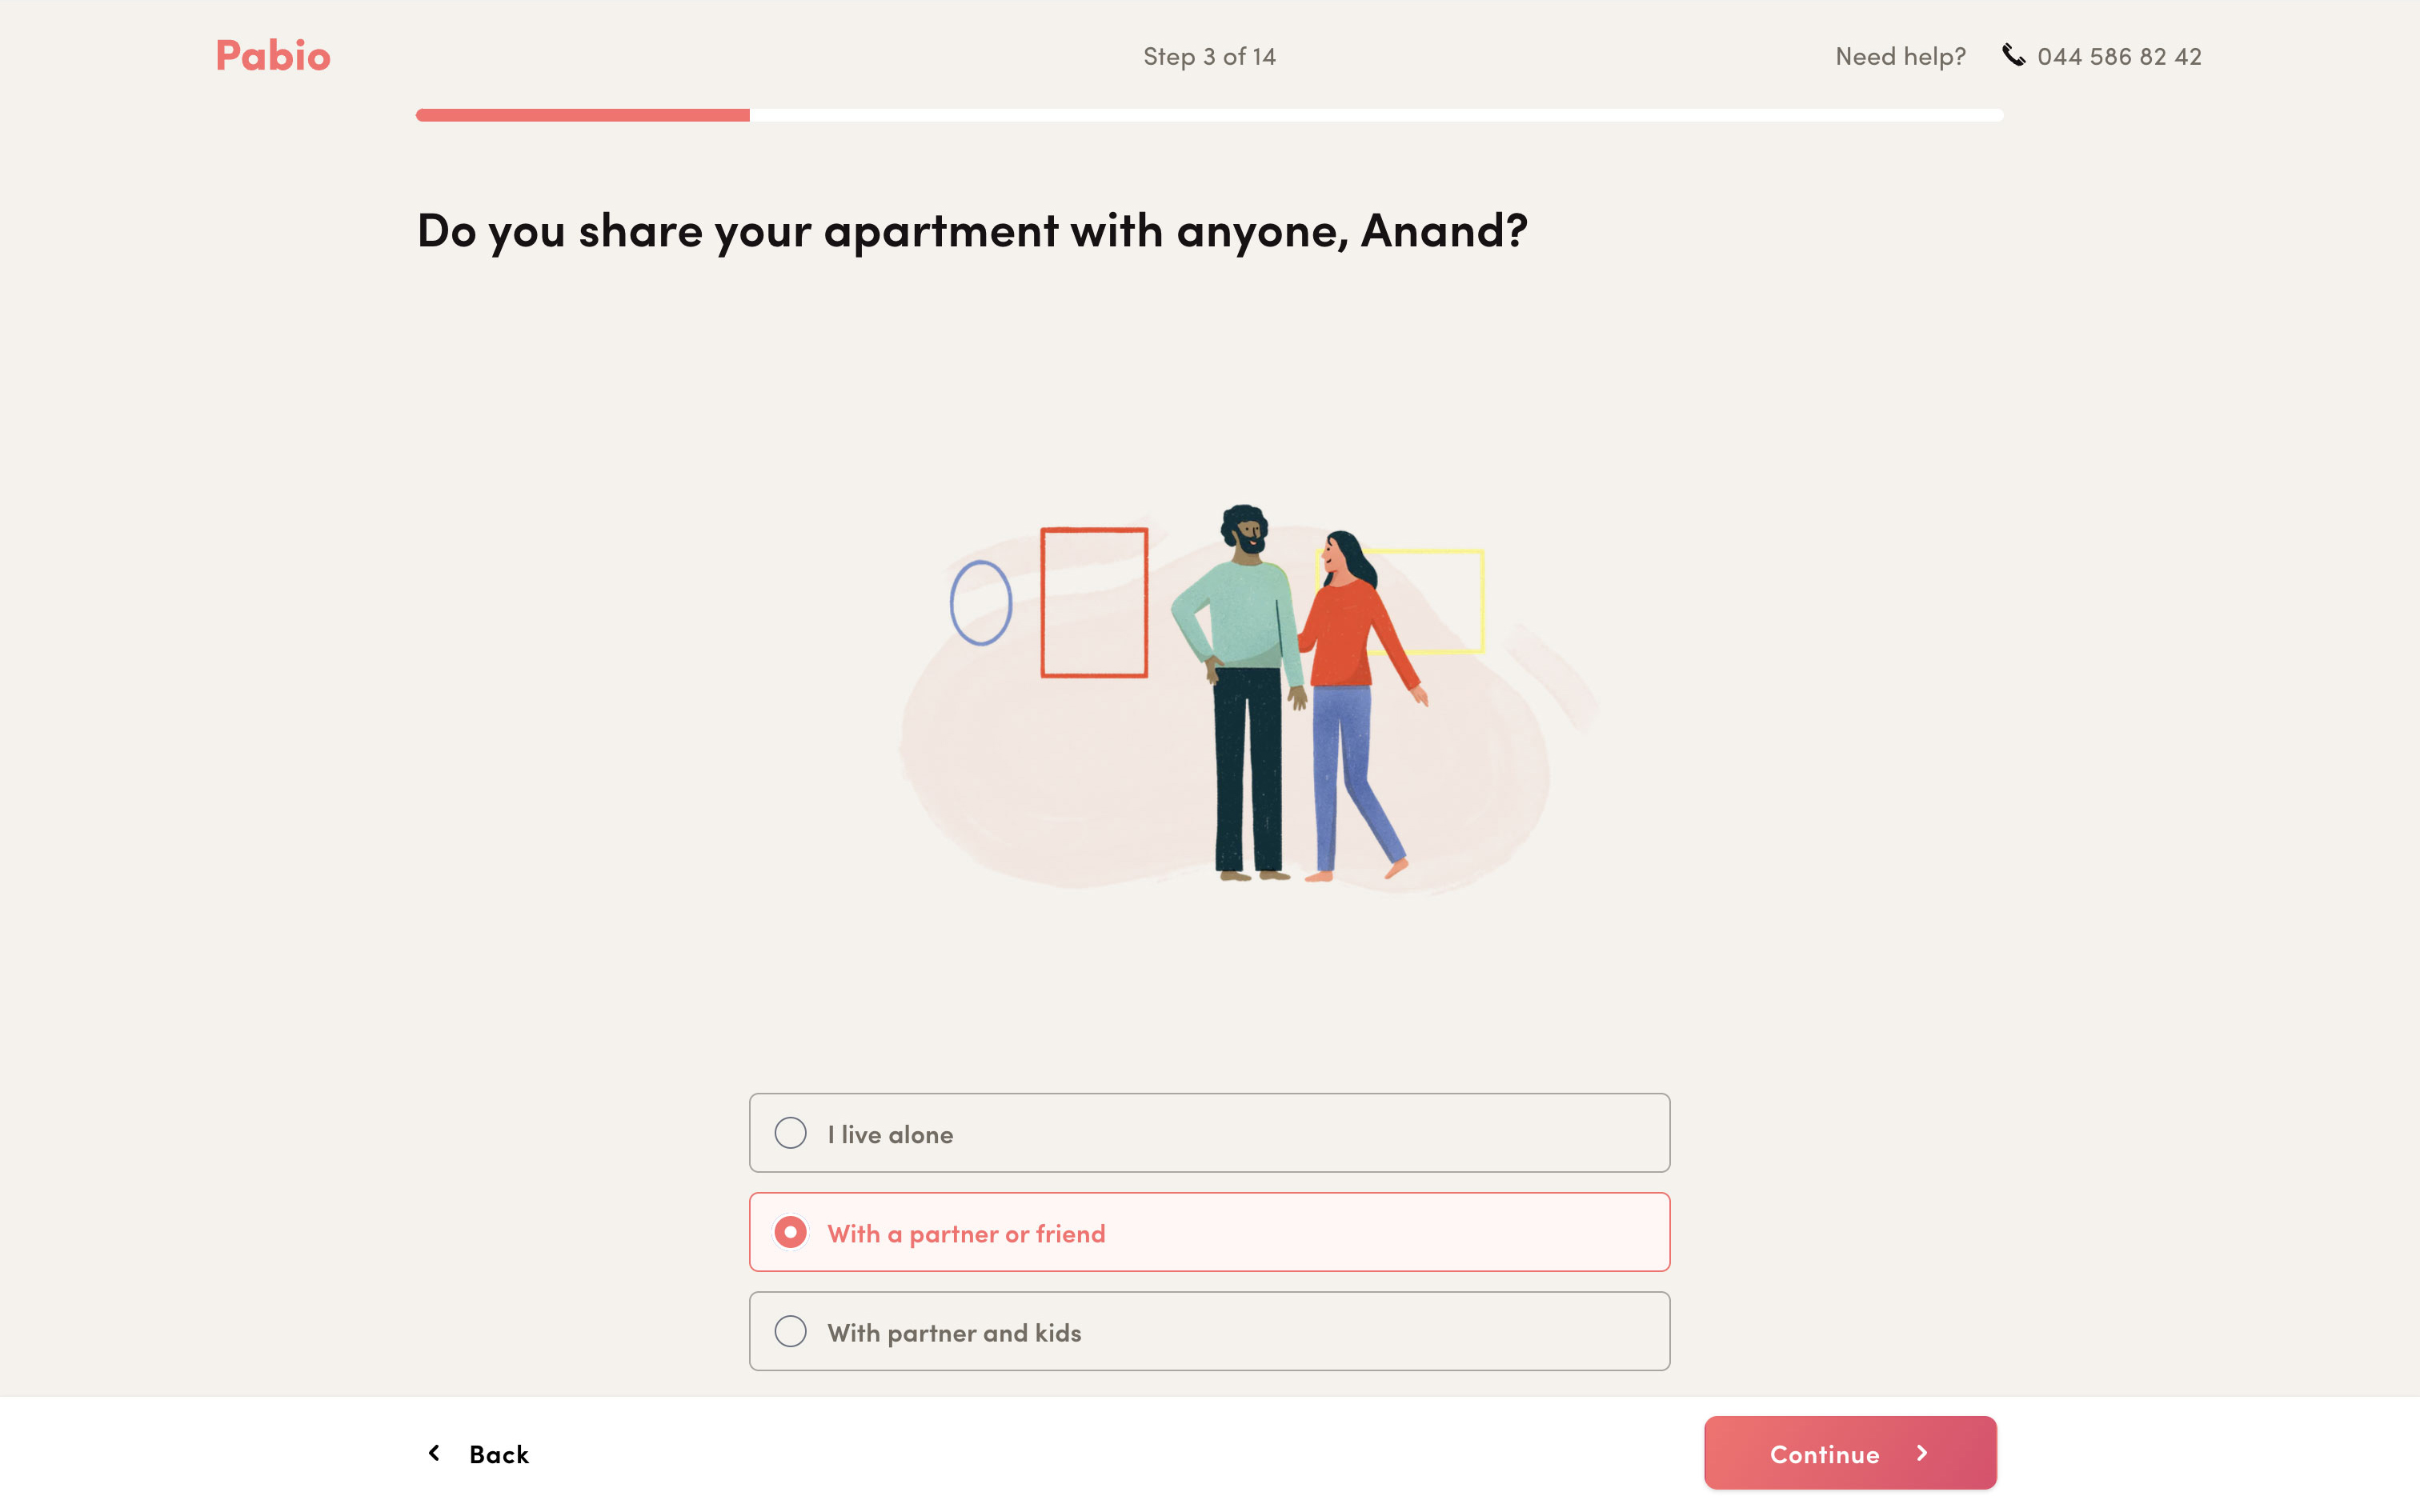 Pabio
Step 3 of 14
Need help? 044 586 82 42
Do you share your apartment with anyone, Anand?
I live alone
With a partner or friend
With partner and kids
Back
Continue